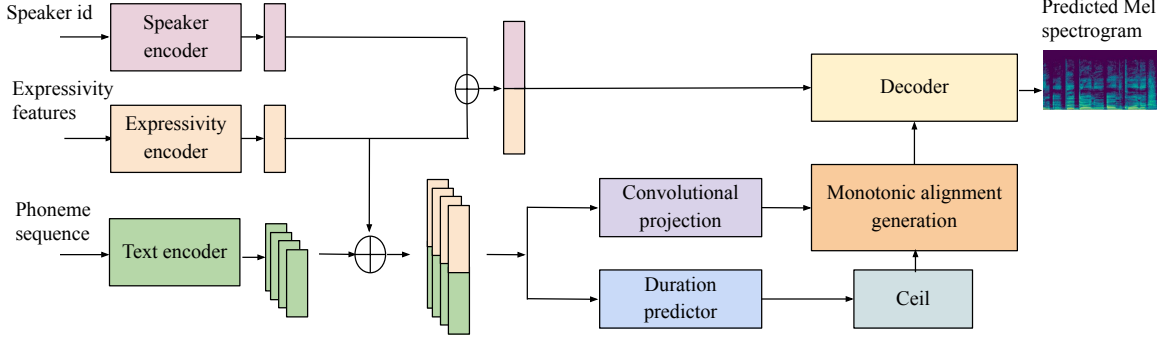 Speaker id
Speaker
encoder
Predicted Mel
spectrogram
Expressivity
features
Expressivity
encoder
Decoder
Phoneme
sequence
Text encoder
Convolutional
projection
Monotonic alignment
generation
Duration
predictor
Ceil